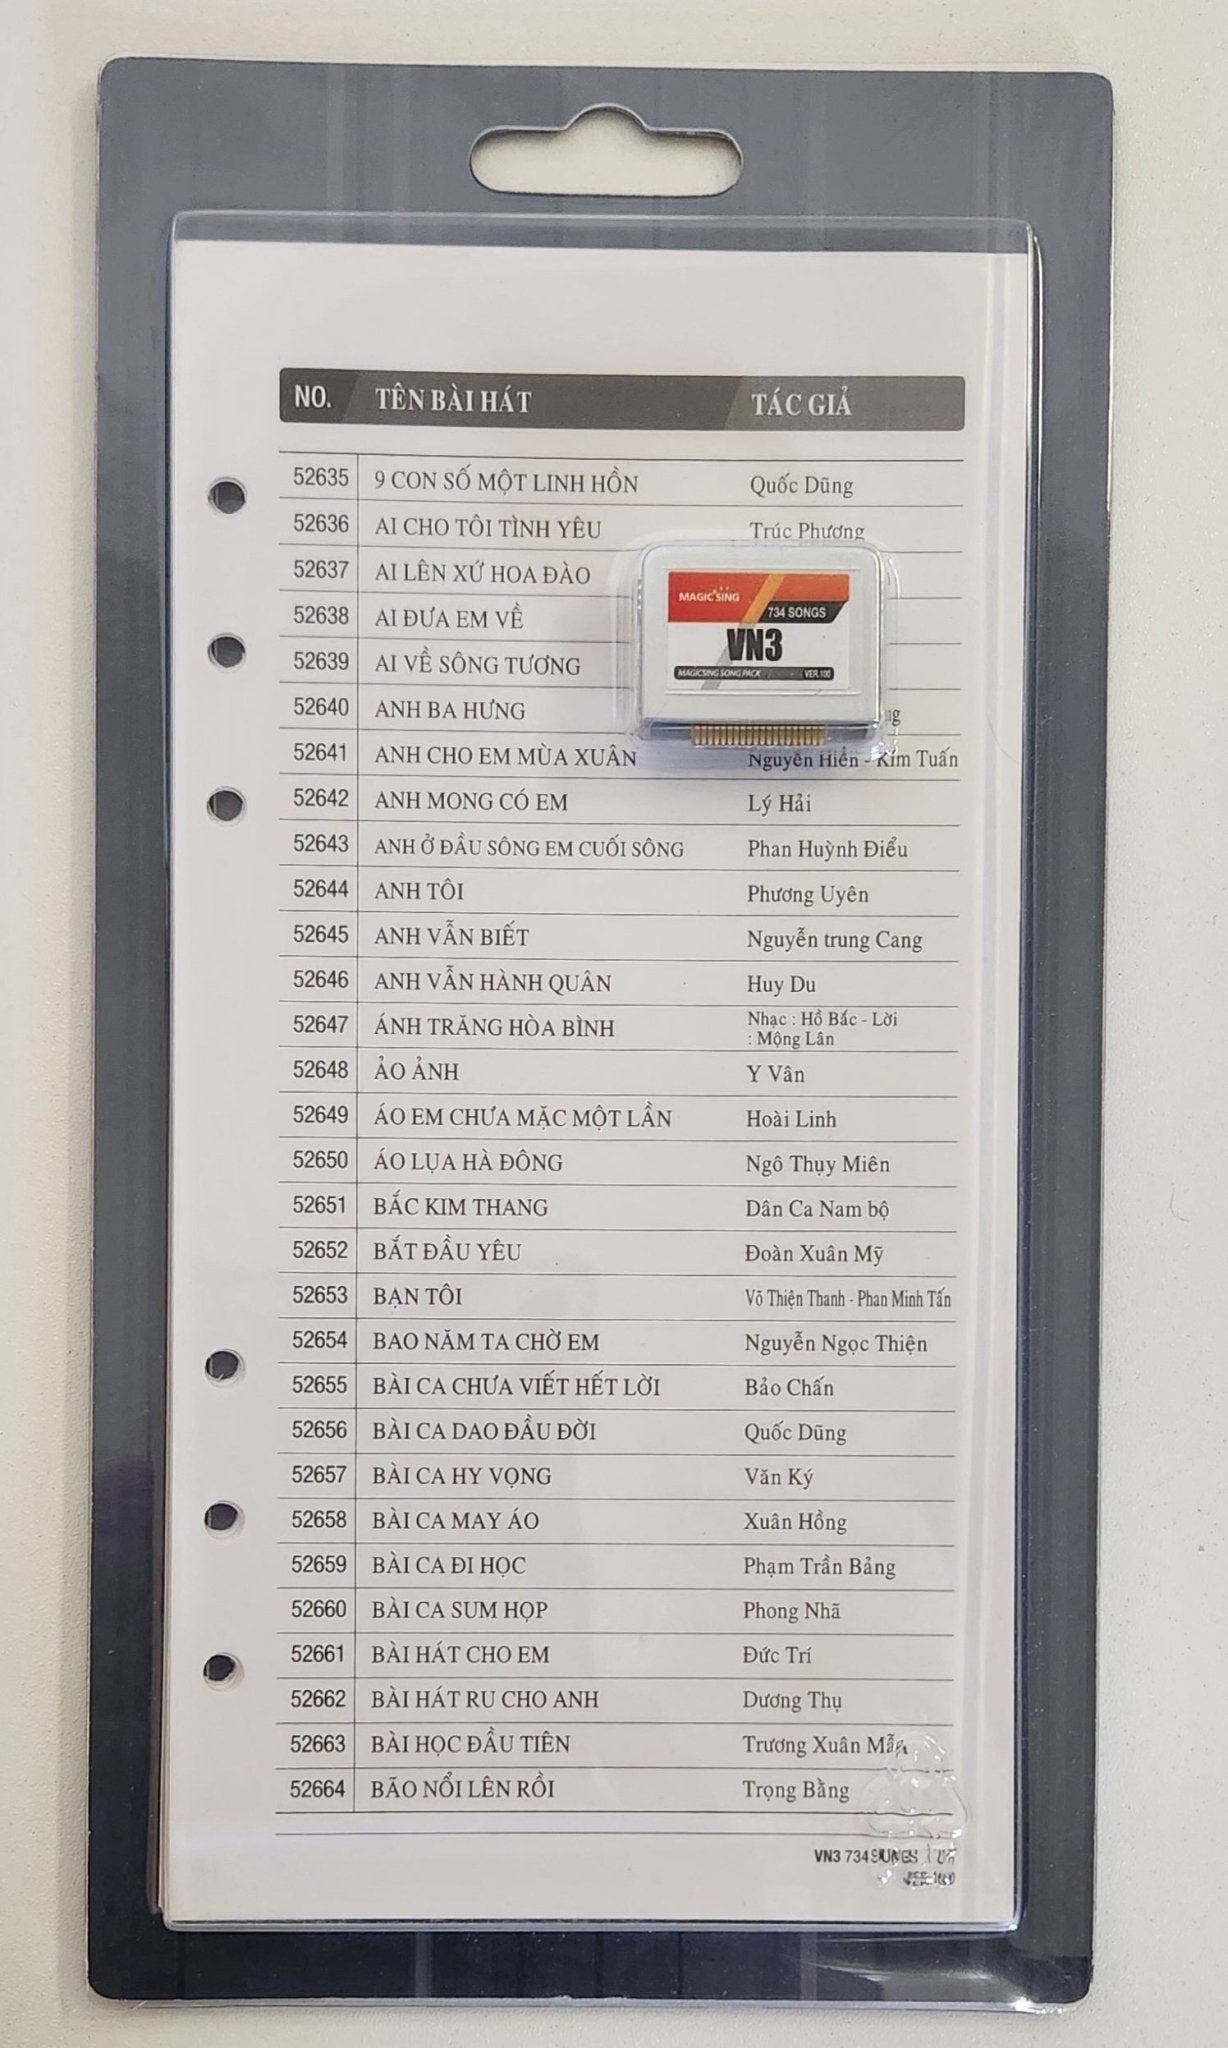 NO. TÊN BÀI HÁT TÁC GIẢ
52635 9 CON SỐ MỘT LINH HỒN Quốc Dũng
52636 AI CHO TÔI TÌNH YÊU Trúc Phương
52637 AI LÊN XỨ HOA ĐÀO
52638 AI ĐƯA EM VỀ
52639 AI VỀ SÔNG TƯƠNG
MAGIC SING
734 SONGS
VN3
MAGICSING SONG PACK VER.100
52640 ANH BA HƯNG
52641 ANH CHO EM MÙA XUÂN Nguyễn Hiền - Kim Tuấn
52642 ANH MONG CÓ EM Lý Hải
52643 ANH Ở ĐẦU SÔNG EM CUỐI SÔNG Phan Huỳnh Điểu
52644 ANH TÔI Phương Uyên
52645 ANH VẪN BIẾT Nguyễn trung Cang
52646 ANH VẪN HÀNH QUÂN Huy Du
52647 ÁNH TRĂNG HÒA BÌNH Nhạc : Hồ Bắc - Lời
: Mộng Lân
52648 ẢO ẢNH Y Vân
52649 ÁO EM CHƯA MẶC MỘT LẦN Hoài Linh
52650 ÁO LỤA HÀ ĐÔNG Ngô Thụy Miên
52651 BẮC KIM THANG Dân Ca Nam bộ
52652 BẮT ĐẦU YÊU Đoàn Xuân Mỹ
52653 BẠN TÔI Võ Thiện Thanh - Phan Minh Tấn
52654 BAO NĂM TA CHỜ EM Nguyễn Ngọc Thiện
52655 BÀI CA CHƯA VIẾT HẾT LỜI Bảo Chấn
52656 BÀI CA DAO ĐẦU ĐỜI Quốc Dũng
52657 BÀI CA HY VỌNG Văn Ký
52658 BÀI CA MAY ÁO Xuân Hồng
52659 BÀI CA ĐI HỌC Phạm Trần Bảng
52660 BÀI CA SUM HỌP Phong Nhã
52661 BÀI HÁT CHO EM Đức Trí
52662 BÀI HÁT RU CHO ANH Dương Thụ
52663 BÀI HỌC ĐẦU TIÊN Trương Xuân Mẫn
52664 BÃO NỔI LÊN RỒI Trọng Bằng
VN3 734 SONGS